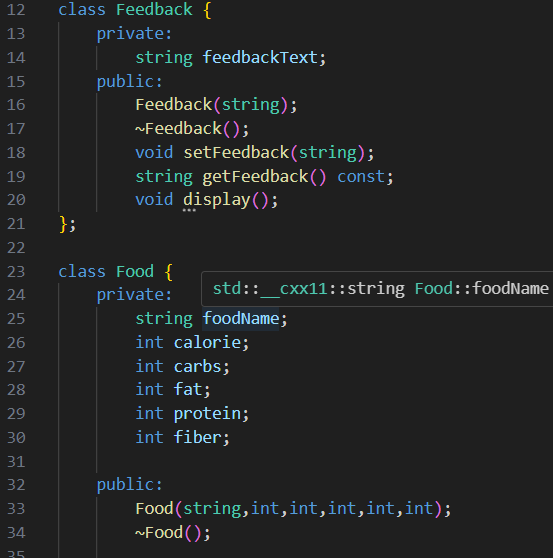 12 class Feedback {
13     private:
14         string feedbackText;
15     public:
16         Feedback(string);
17         ~Feedback();
18         void setFeedback(string);
19         string getFeedback() const;
20         void display();
21 };
22
23 class Food {
std::__cxx11::string Food::foodName
24     private:
25         string foodName;
26         int calorie;
27         int carbs;
28         int fat;
29         int protein;
30         int fiber;
31
32     public:
33         Food(string,int,int,int,int,int);
34         ~Food();
35